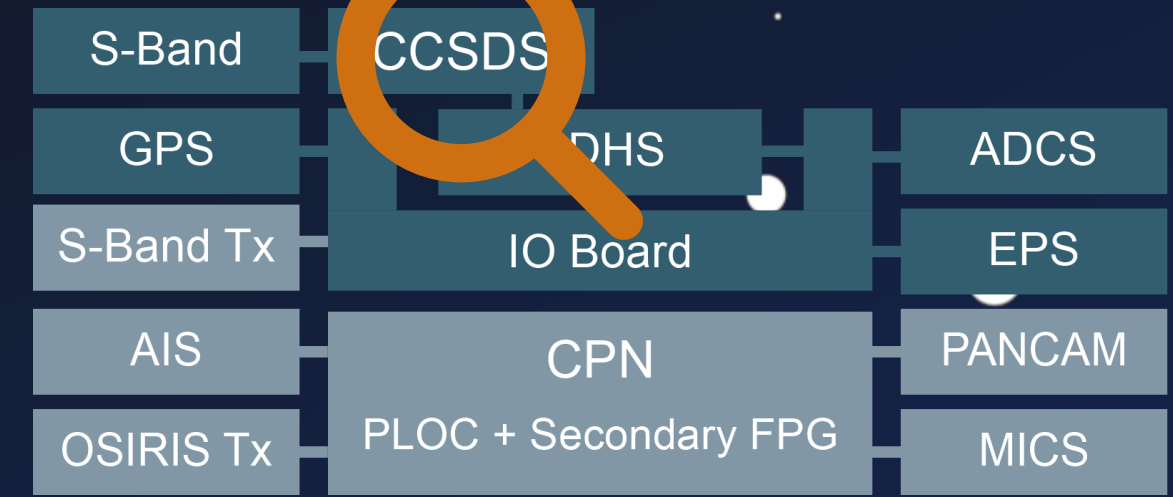 S-Band
CCSDS
GPS
DHS
ADCS
S-Band Tx
IO Board
EPS
AIS
CPN
PANCAM
OSIRIS Tx
PLOC + Secondary FPG
MICS